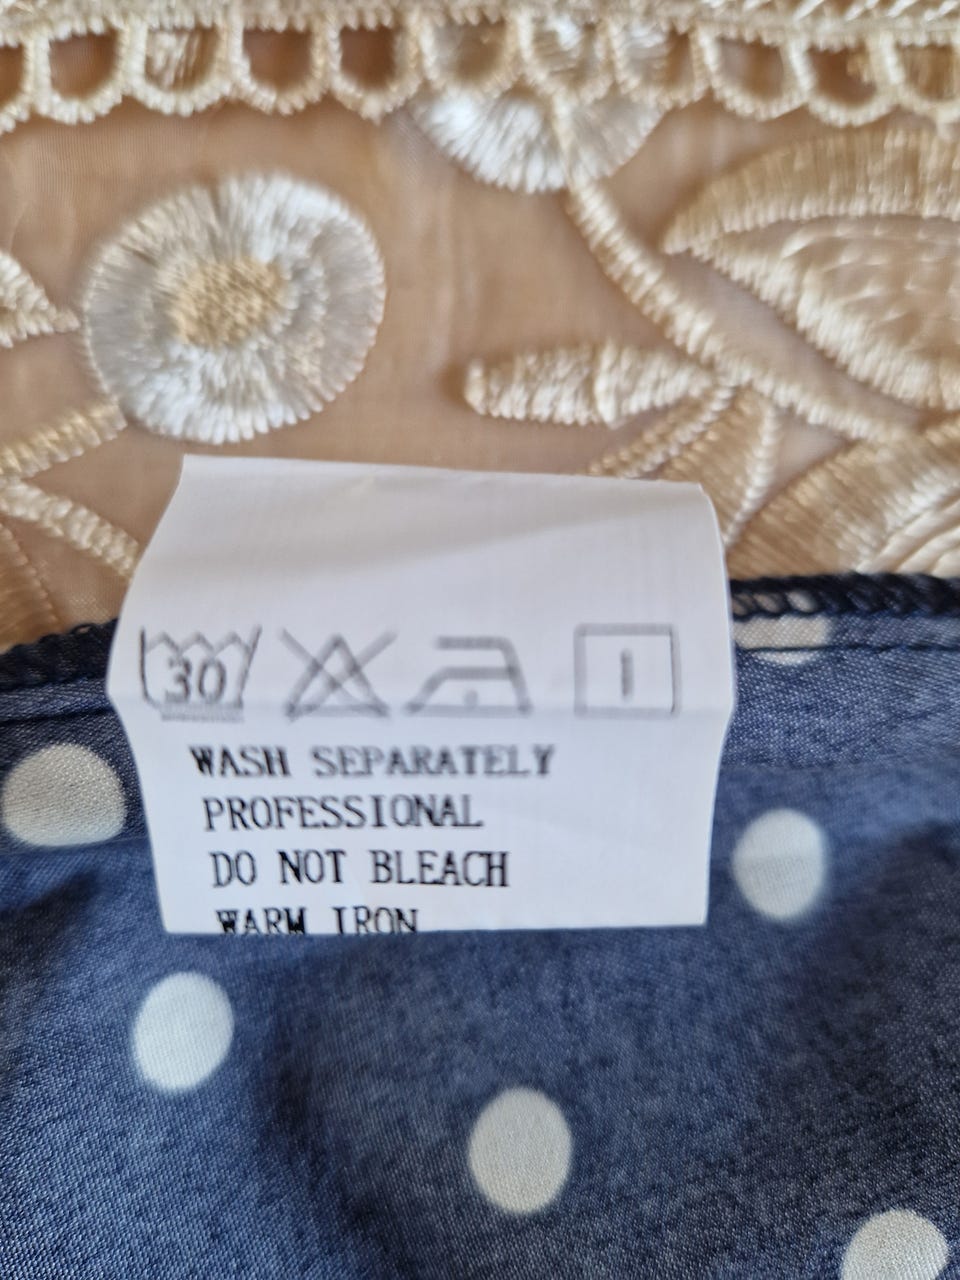 30
WASH SEPARATELY
PROFESSIONAL
DO NOT BLEACH
WARM IRON